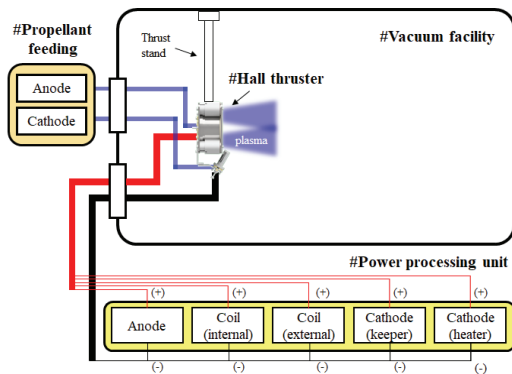 #Propellant
feeding
Anode
Cathode
Thrust
stand
#Vacuum facility
#Hall thruster
plasma
#Power processing unit
(+) (+) (+) (+) (+)
Anode
Coil
(internal)
Coil
(external)
Cathode
(keeper)
Cathode
(heater)
(-) (-) (-) (-) (-)